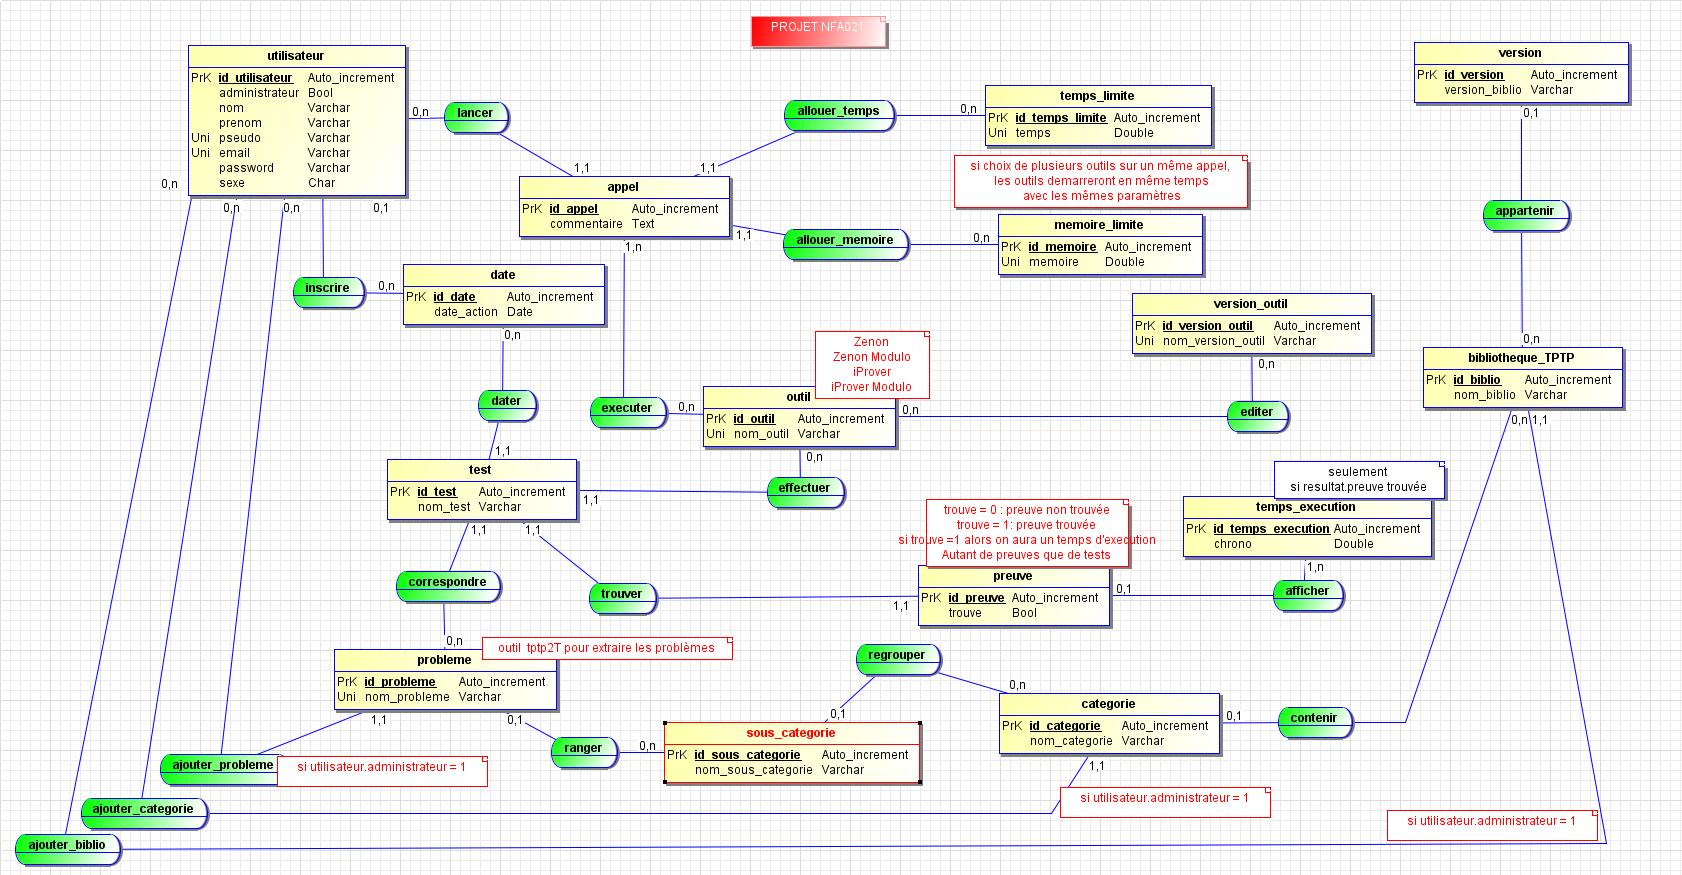 PROJET NFA021
utilisateur
PrK id_utilisateur Auto_increment
administrateur Bool
nom Varchar
prenom Varchar
Uni pseudo Varchar
Uni email Varchar
password Varchar
sexe Char
0,n
lancer
1,1
allouer_temps
1,1
0,n
temps_limite
PrK id_temps_limite Auto_increment
Uni temps Double
version
PrK id_version Auto_increment
version_biblio Varchar
0,1
si choix de plusieurs outils sur un même appel,
les outils demarreront en même temps
avec les mêmes paramètres
appel
PrK id_appel Auto_increment
commentaire Text
0,n
0,n
0,n
0,1
1,n
1,1
allouer_memoire
0,n
memoire_limite
PrK id_memoire Auto_increment
Uni memoire Double
appartenir
0,n
inscrire
0,n
date
PrK id_date Auto_increment
date_action Date
0,n
version_outil
PrK id_version_outil Auto_increment
Uni nom_version_outil Varchar
0,n
Zenon
Zenon Modulo
iProver
iProver Modulo
bibliotheque_TPTP
PrK id_biblio Auto_increment
nom_biblio Varchar
0,n
1,1
dater
1,1
executer
0,n
outil
PrK id_outil Auto_increment
Uni nom_outil Varchar
0,n
0,n
editer
test
PrK id_test Auto_increment
nom_test Varchar
1,1
effectuer
1,1
1,1
seulement
si resultat.preuve trouvée
temps_execution
PrK id_temps_execution Auto_increment
chrono Double
1,n
trouve = 0 : preuve non trouvée
trouve = 1: preuve trouvée
si trouve =1 alors on aura un temps d'execution
Autant de preuves que de tests
preuve
PrK id_preuve Auto_increment
trouve Bool
0,1
afficher
correspondre
trouver
1,1
0,n
outil tptp2T pour extraire les problèmes
probleme
PrK id_probleme Auto_increment
Uni nom_probleme Varchar
1,1
0,1
regrouper
0,n
0,1
categorie
PrK id_categorie Auto_increment
nom_categorie Varchar
0,1
contenir
1,1
ranger
0,n
sous_categorie
PrK id_sous_categorie Auto_increment
nom_sous_categorie Varchar
ajouter_probleme
si utilisateur.administrateur = 1
ajouter_categorie
si utilisateur.administrateur = 1
si utilisateur.administrateur = 1
ajouter_biblio